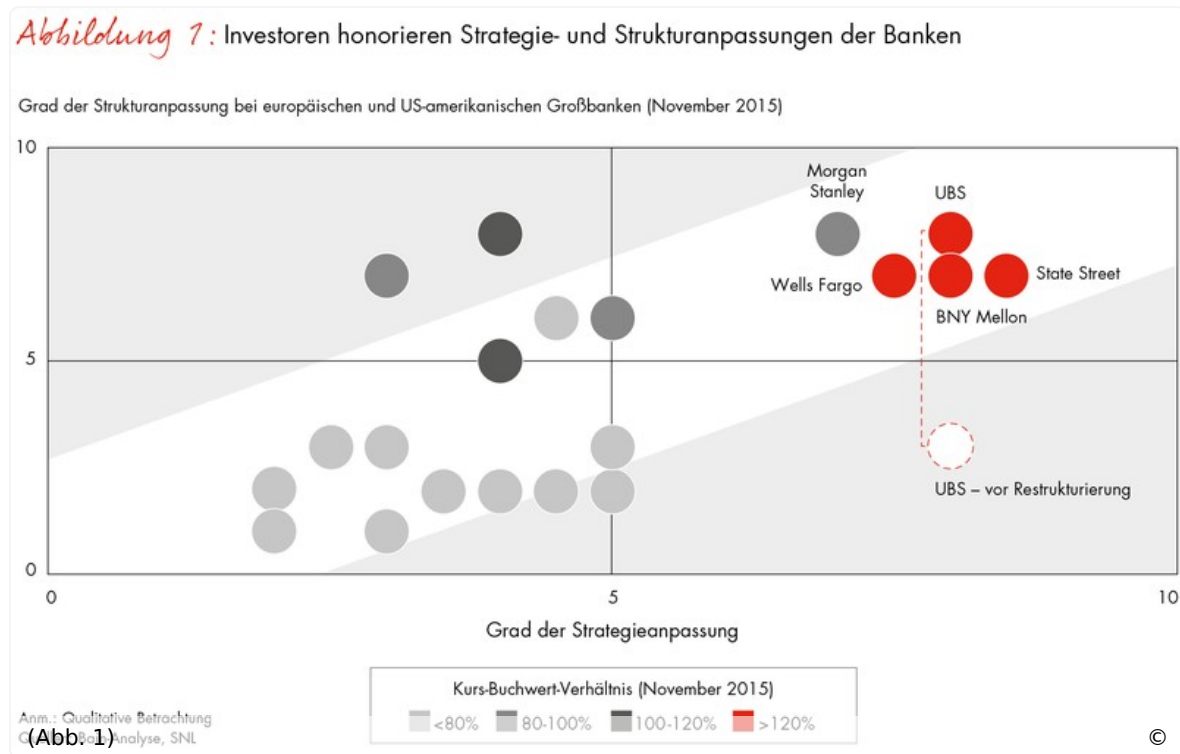 Abbildung 1: Investoren honorieren Strategie- und Strukturanpassungen der Banken
Grad der Strukturanpassung bei europäischen und US-amerikanischen Großbanken (November 2015)
10
Morgan
Stanley
UBS
Wells Fargo
State Street
BNY Mellon
5
UBS – vor Restrukturierung
0
0
5
10
Grad der Strategieanpassung
Kurs-Buchwert-Verhältnis (November 2015)
<80%
80-100%
100-120%
>120%
Anm.: Qualitative Betrachtung
Bain-Analyse, SNL
(Abb. 1)
©